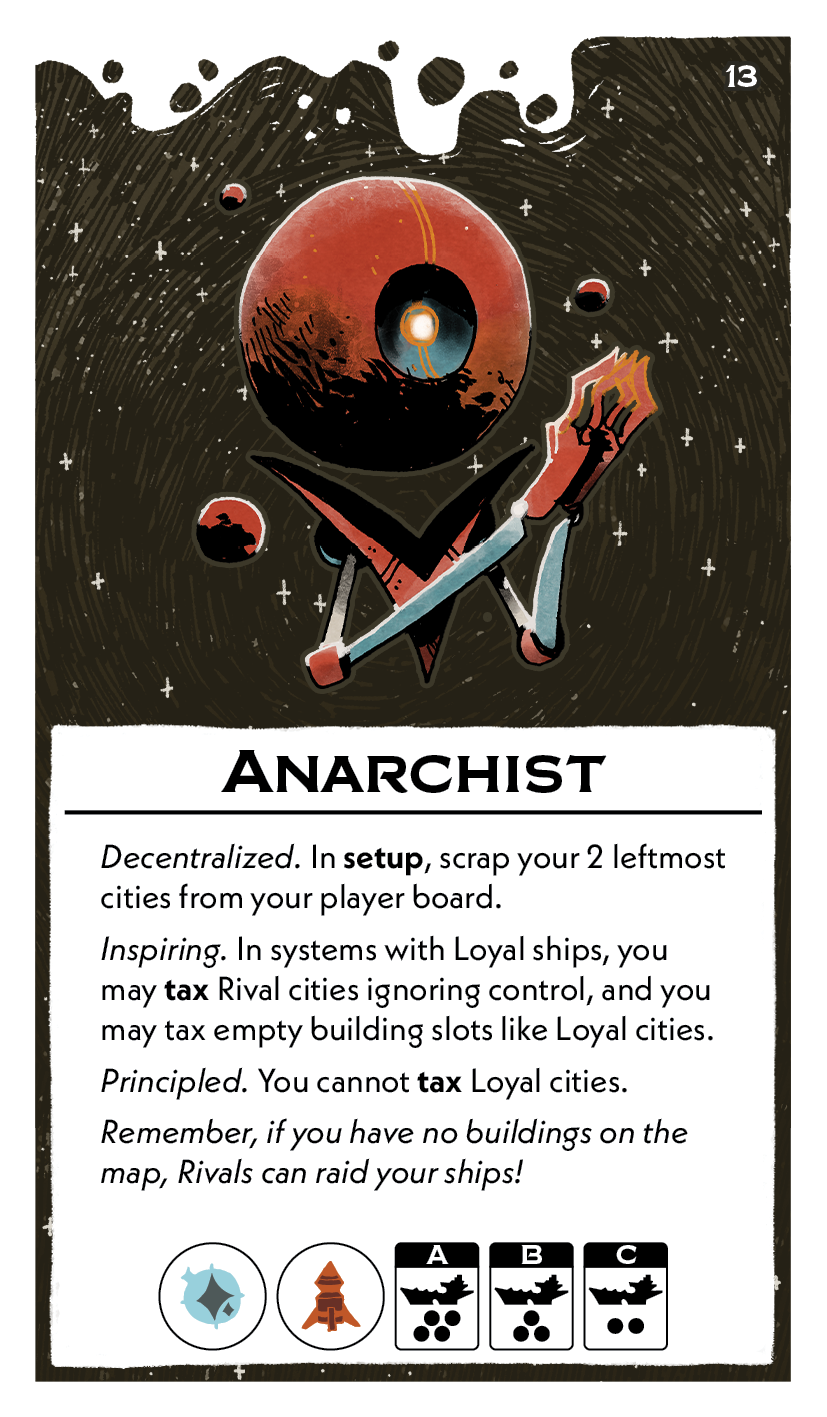 13
ANARCHIST
Decentralized. In setup, scrap your 2 leftmost
cities from your player board.
Inspiring. In systems with Loyal ships, you
may tax Rival cities ignoring control, and you
may tax empty building slots like Loyal cities.
Principled. You cannot tax Loyal cities.
Remember, if you have no buildings on the
map, Rivals can raid your ships!
A B C